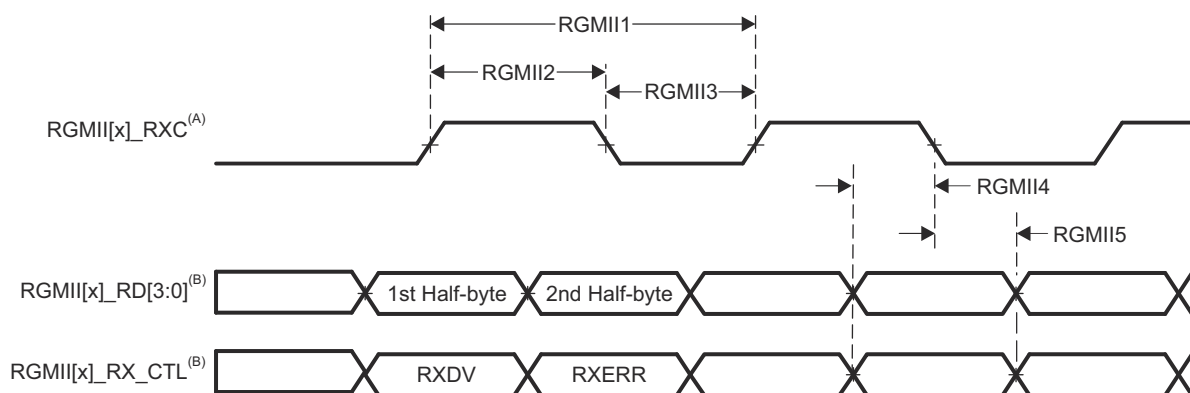 RGMII1
RGMII2
RGMII3
RGMII[x]_RXC(A)
RGMII4
RGMII5
RGMII[x]_RD[3:0](B)
1st Half-byte
2nd Half-byte
RGMII[x]_RX_CTL(B)
RXDV
RXERR